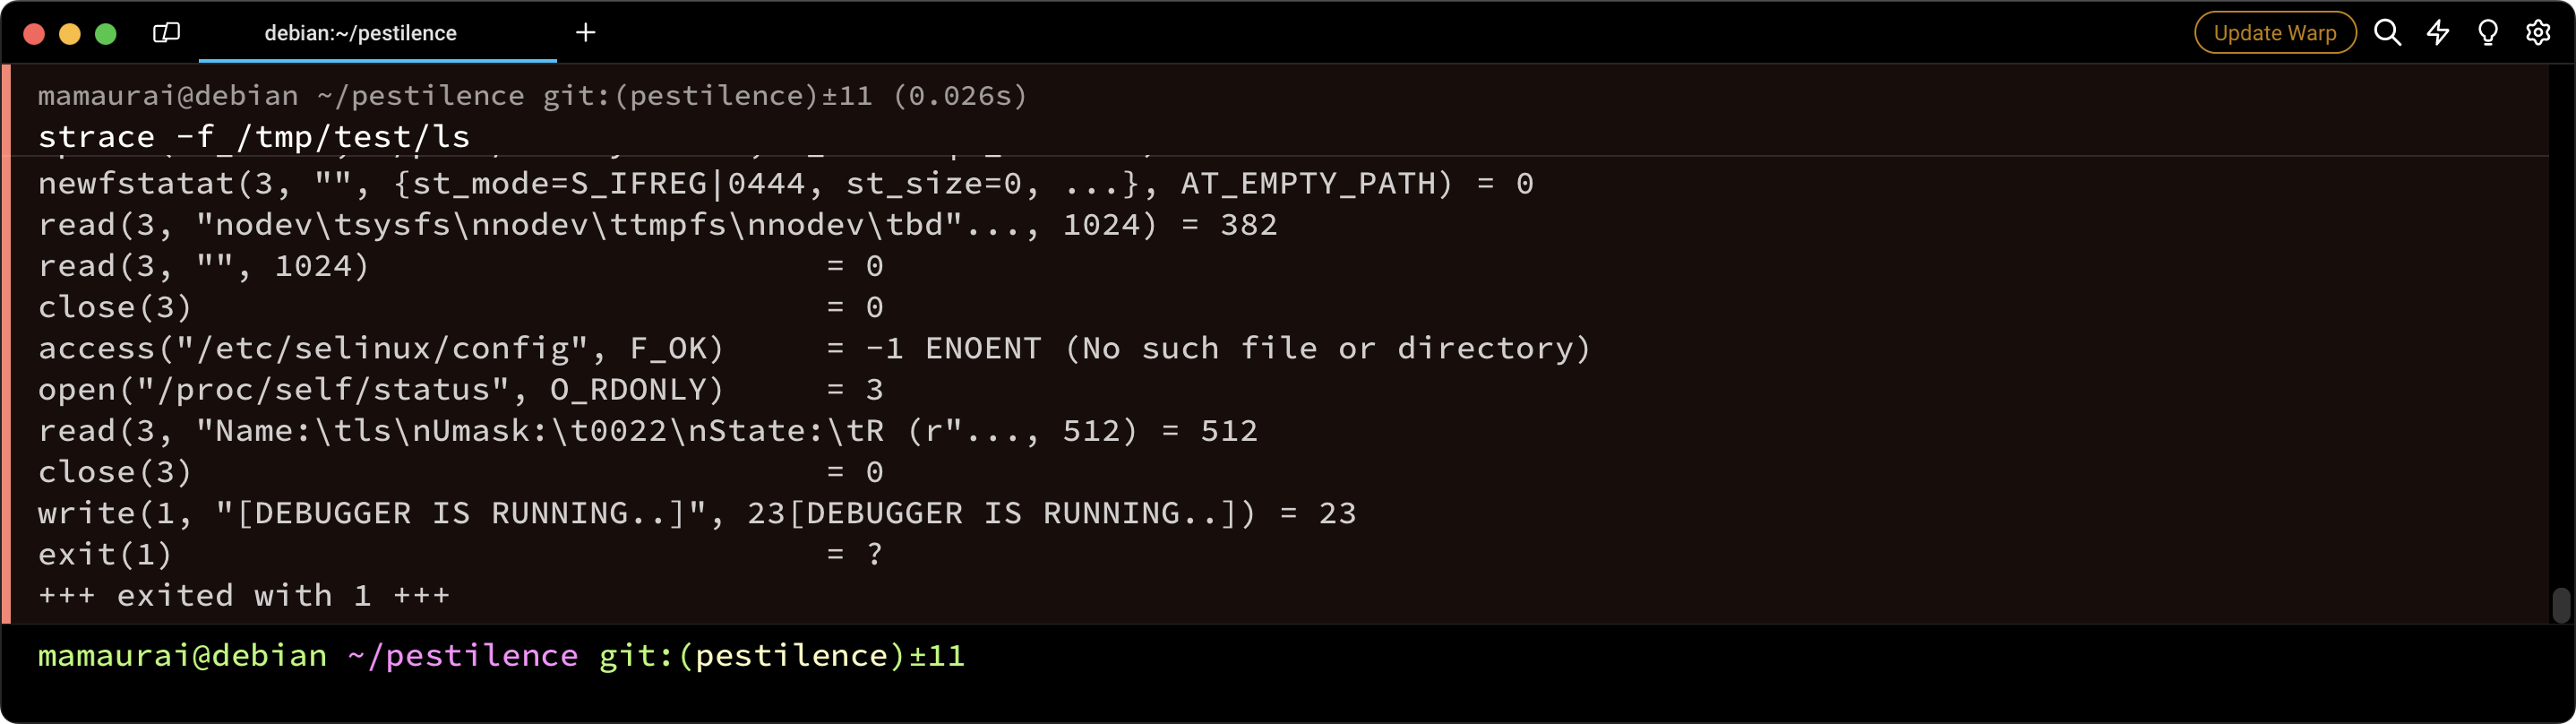 debian:~/pestilence
Update Warp
mamaurai@debian ~/pestilence git:(pestilence)±11 (0.026s)
strace -f /tmp/test/ls
newfstatat(3, "", {st_mode=S_IFREG|0444, st_size=0, ...}, AT_EMPTY_PATH) = 0
read(3, "nodev\tsysfs\nnodev\ttmpfs\nnodev\tbd"..., 1024) = 382
read(3, "", 1024)                       = 0
close(3)                                = 0
access("/etc/selinux/config", F_OK)     = -1 ENOENT (No such file or directory)
open("/proc/self/status", O_RDONLY)     = 3
read(3, "Name:\tls\nUmask:\t0022\nState:\tR (r"..., 512) = 512
close(3)                                = 0
write(1, "[DEBUGGER IS RUNNING..]", 23[DEBUGGER IS RUNNING..]) = 23
exit(1)                                 = ?
+++ exited with 1 +++
mamaurai@debian ~/pestilence git:(pestilence)±11